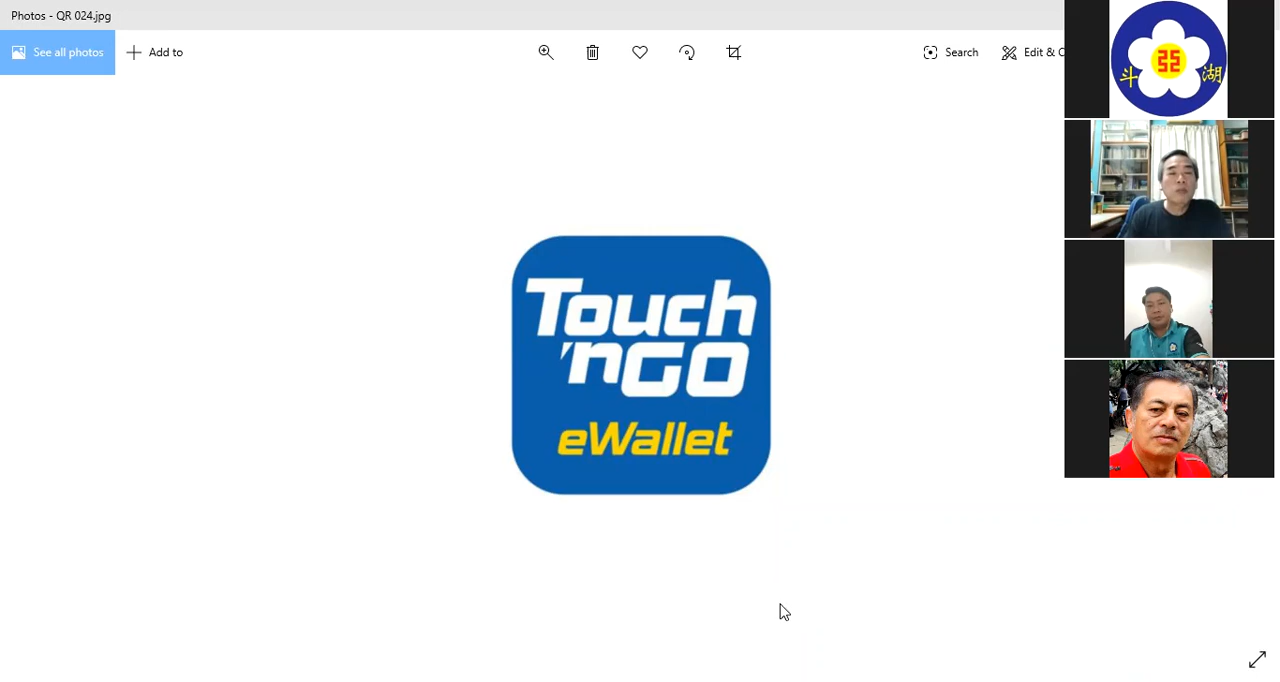 Photos - QR 024.jpg
See all photos
Add to
Search
Edit & C
Touch
'nGO
eWallet
斗 湖